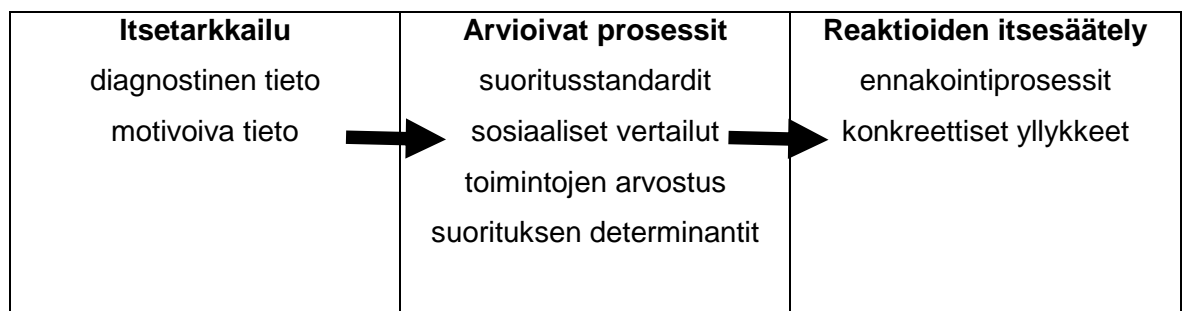 Itsetarkkailu
diagnostinen tieto
motivoiva tieto
Arvioivat prosessit
suoritusstandardit
sosiaaliset vertailut
toimintojen arvostus
suorituksen determinantit
Reaktioiden itsesäätely
ennakointiprosessit
konkreettiset yllykkeet